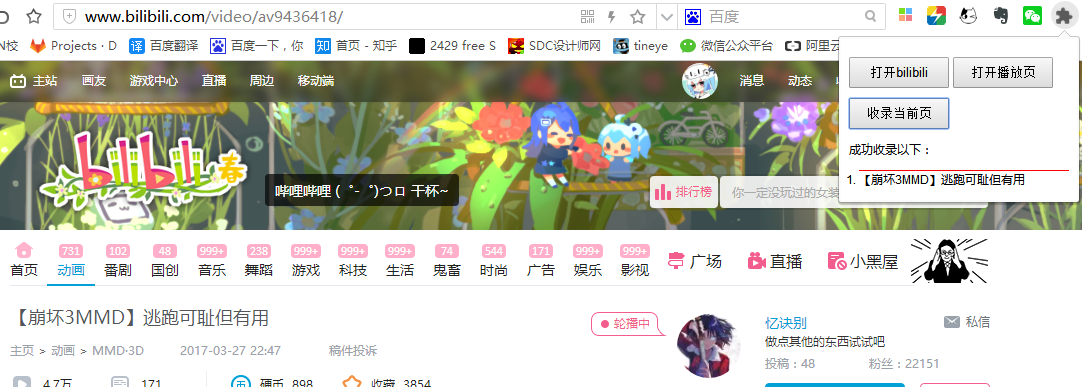 www.bilibili.com/video/av9436418/
百度
N校 Projects · D 百度翻译 百度一下，你 首页 - 知乎 2429 free S SDC设计师网 tineye 微信公众平台 阿里云
打开bilibili 打开播放页
收录当前页
成功收录以下：
1. 【崩坏3MMD】逃跑可耻但有用
主站 画友 游戏中心 直播 周边 移动端 消息 动态
bilibili 春
哔哩哔哩 (゜-゜)つロ 干杯~
排行榜 你一定没玩过的女装
731 102 48 999+ 999+ 238 999+ 999+ 999+ 74 544 171 999+ 999+
首页 动画 番剧 国创 音乐 舞蹈 游戏 科技 生活 鬼畜 时尚 广告 娱乐 影视 广场 直播 小黑屋
【崩坏3MMD】逃跑可耻但有用
轮播中
主页 > 动画 > MMD·3D 2017-03-27 22:47 稿件投诉
忆诀别 私信
做点其他的东西试试吧
投稿：48 粉丝：22151
4.7万 171 硬币 898 收藏 3854